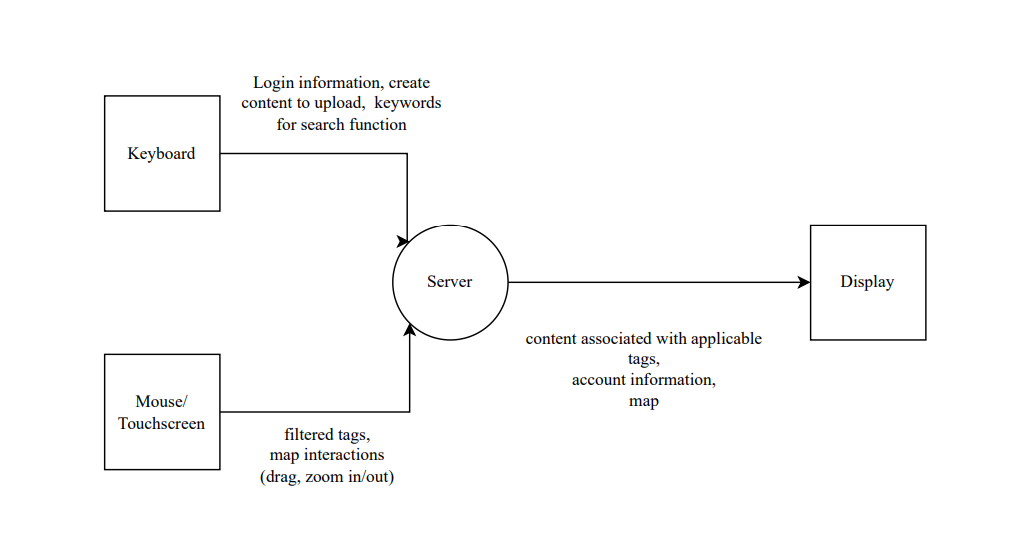 Login information, create
content to upload, keywords
for search function
Keyboard
Server
Display
content associated with applicable
tags,
account information,
map
Mouse/
Touchscreen
filtered tags,
map interactions
(drag, zoom in/out)